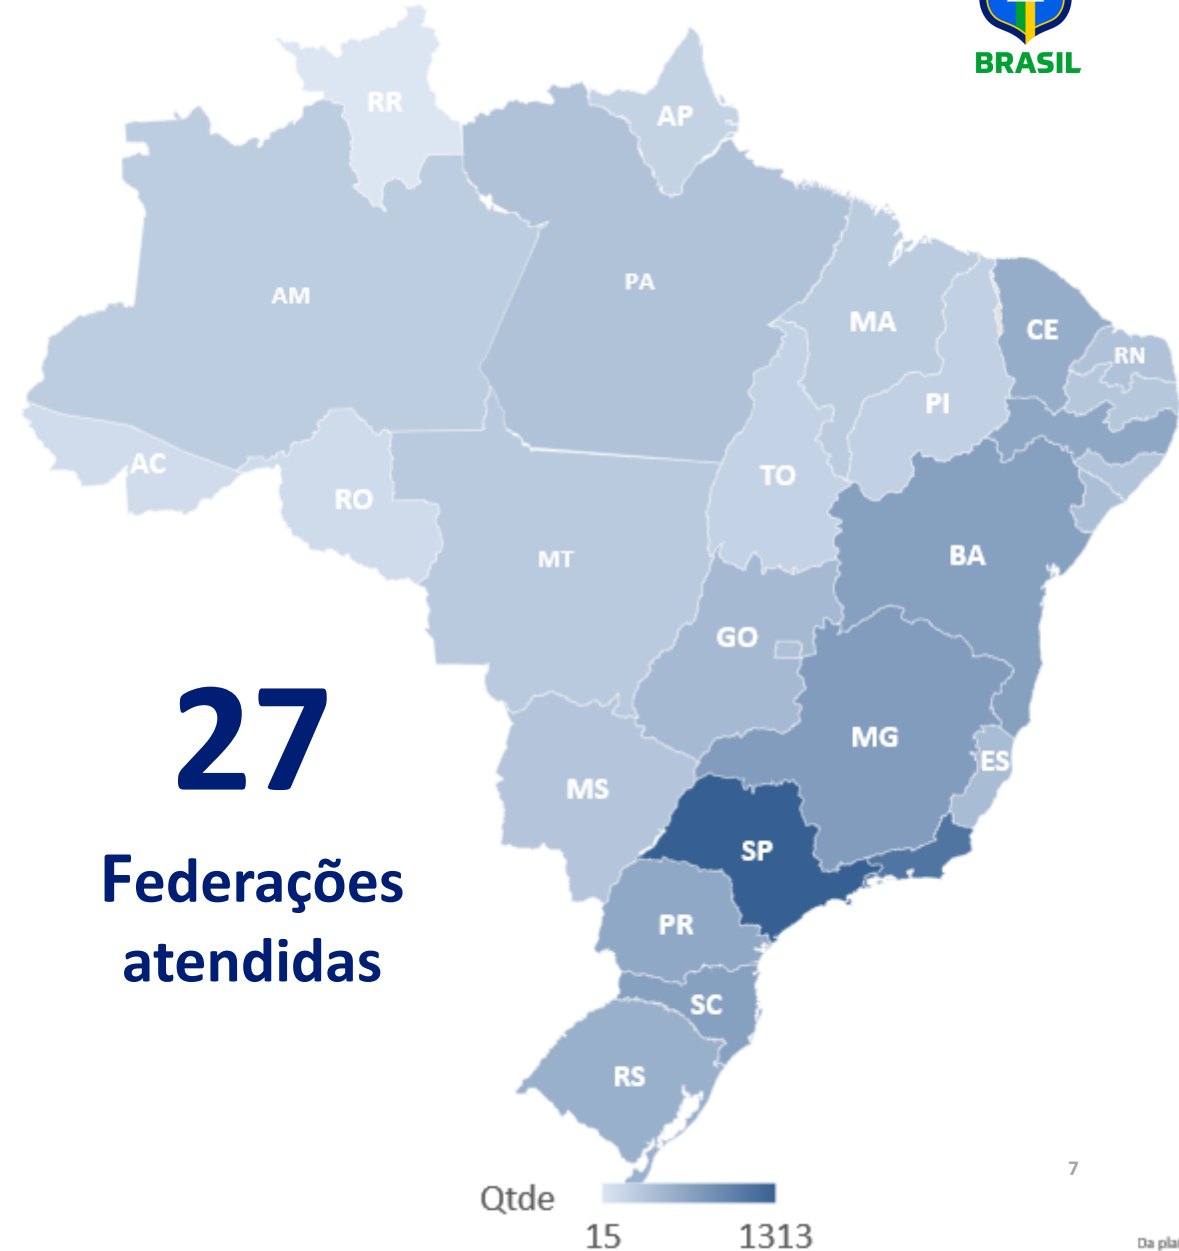 BRASIL
RR
AP
PA
AM
MA
CE
RN
PI
AC
TO
RO
BA
MT
GO
27
MG
ES
MS
SP
Federações
atendidas
PR
SC
RS
7
Qtde
15 1313
Da